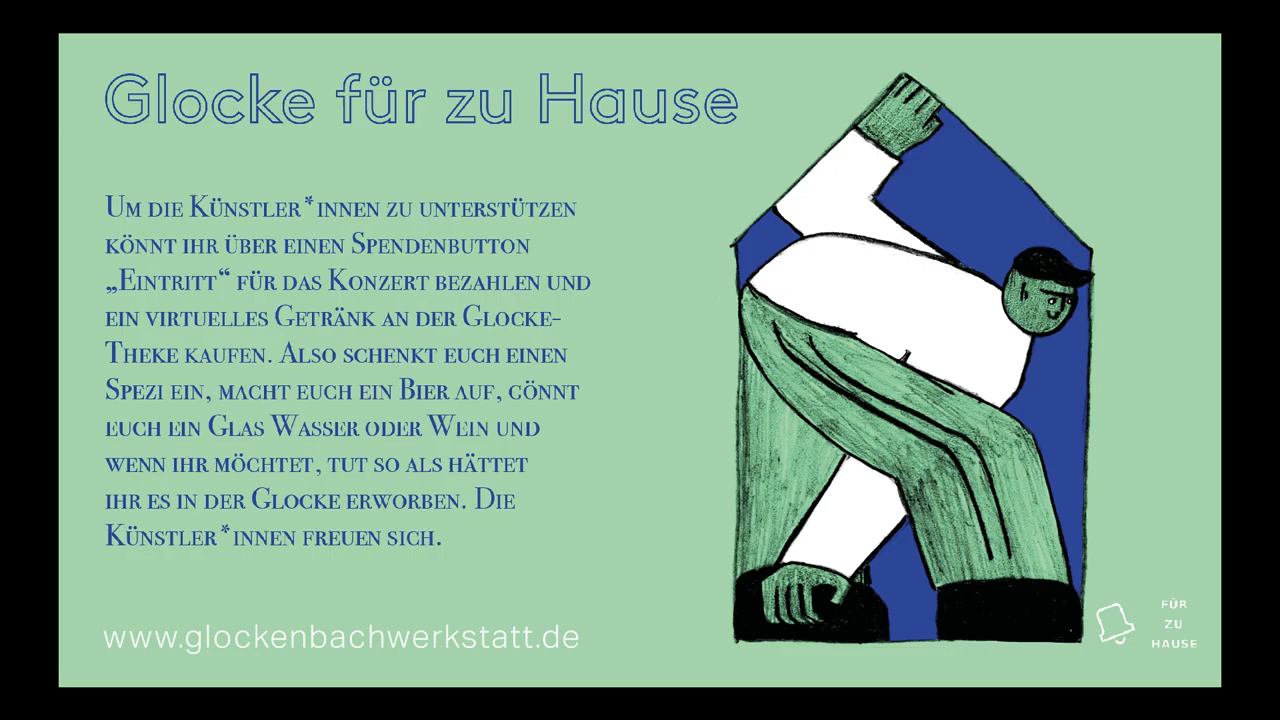 Glocke für zu Hause
Um die Künstler*innen zu unterstützen
könnt ihr über einen Spendenbutton
„Eintritt“ für das Konzert bezahlen und
ein virtuelles Getränk an der Glocke-
Theke kaufen. Also schenkt euch einen
Spezi ein, macht euch ein Bier auf, gönnt
euch ein Glas Wasser oder Wein und
wenn ihr möchtet, tut so als hättet
ihr es in der Glocke erworben. Die
Künstler*innen freuen sich.
www.glockenbachwerkstatt.de
FÜR
ZU
HAUSE